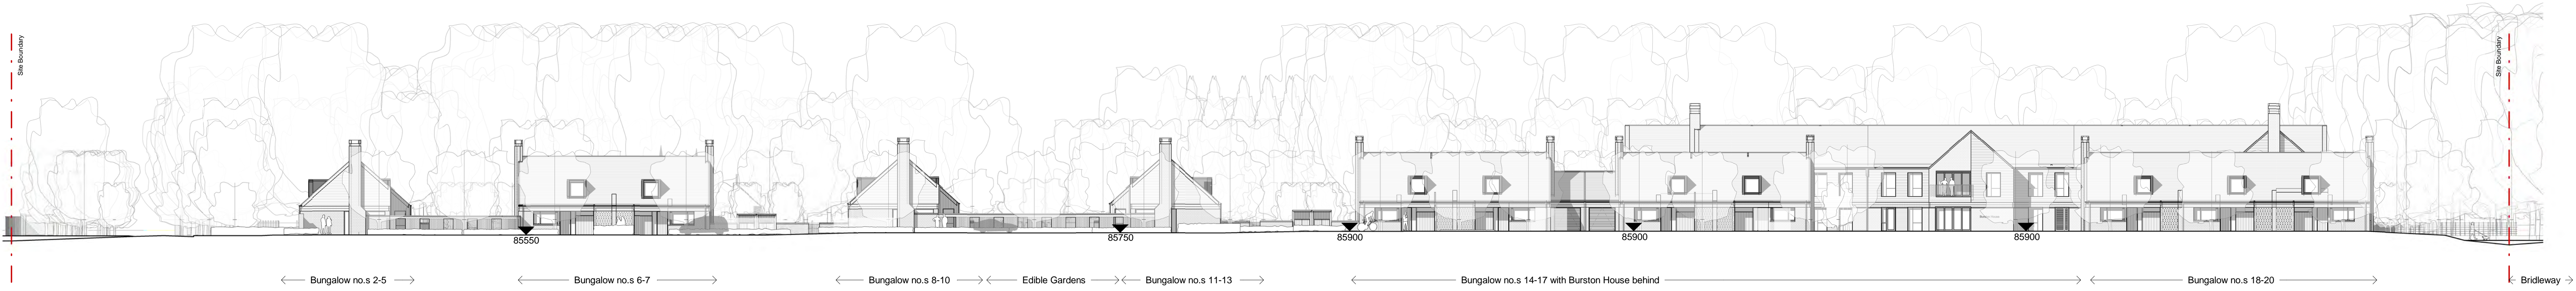 Site Boundary
Site Boundary
85550
85750
85900
85900
85900
Bungalow no.s 2-5
Bungalow no.s 6-7
Bungalow no.s 8-10
Edible Gardens
Bungalow no.s 11-13
Bungalow no.s 14-17 with Burston House behind
Bungalow no.s 18-20
Bridleway